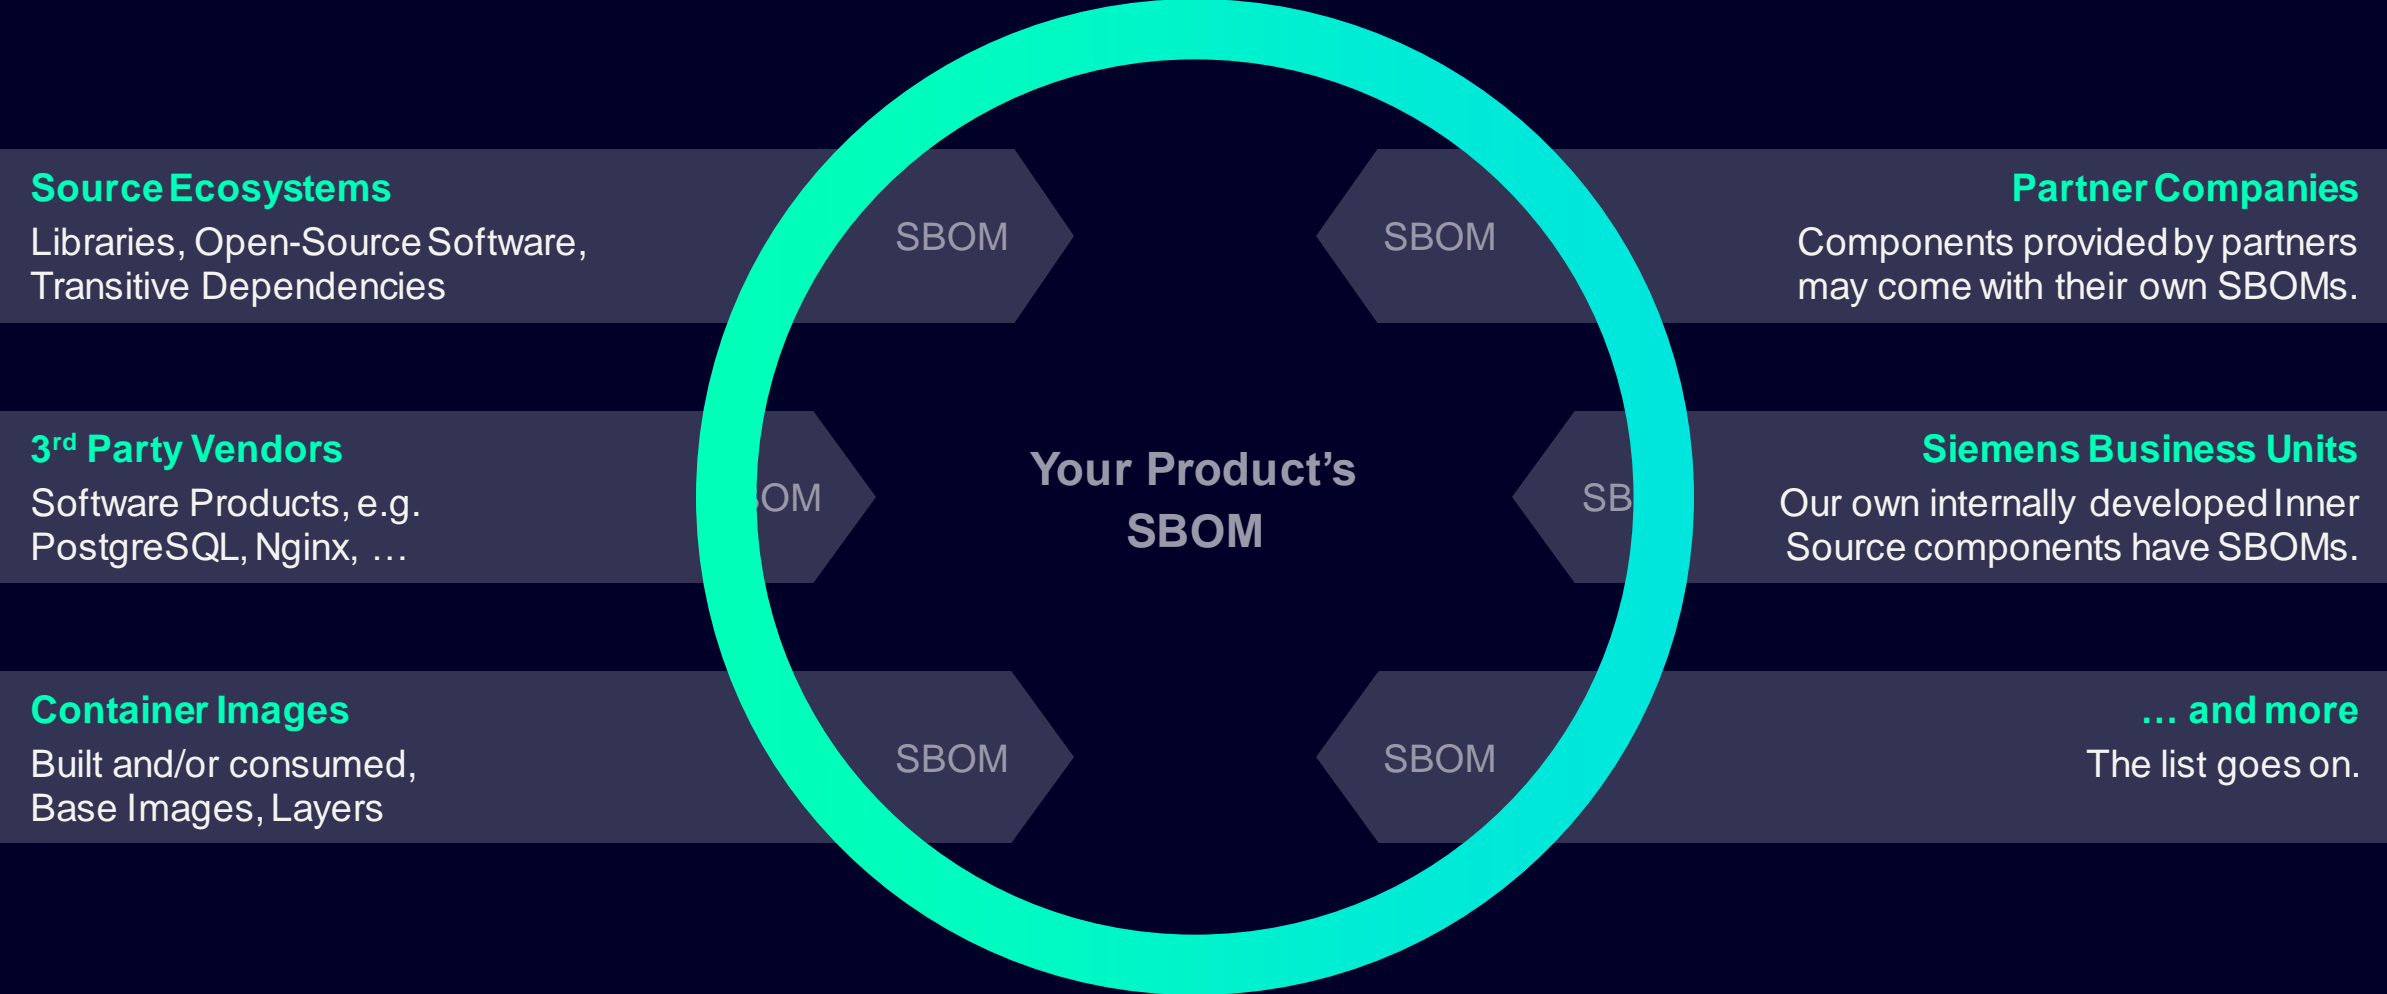 Source Ecosystems
Libraries, Open-Source Software,
Transitive Dependencies
SBOM
3rd Party Vendors
Software Products, e.g.
PostgreSQL, Nginx, …
OM
Container Images
Built and/or consumed,
Base Images, Layers
SBOM
Your Product’s
SBOM
Partner Companies
Components provided by partners
may come with their own SBOMs.
SBOM
Siemens Business Units
Our own internally developed Inner
Source components have SBOMs.
SB
… and more
The list goes on.
SBOM